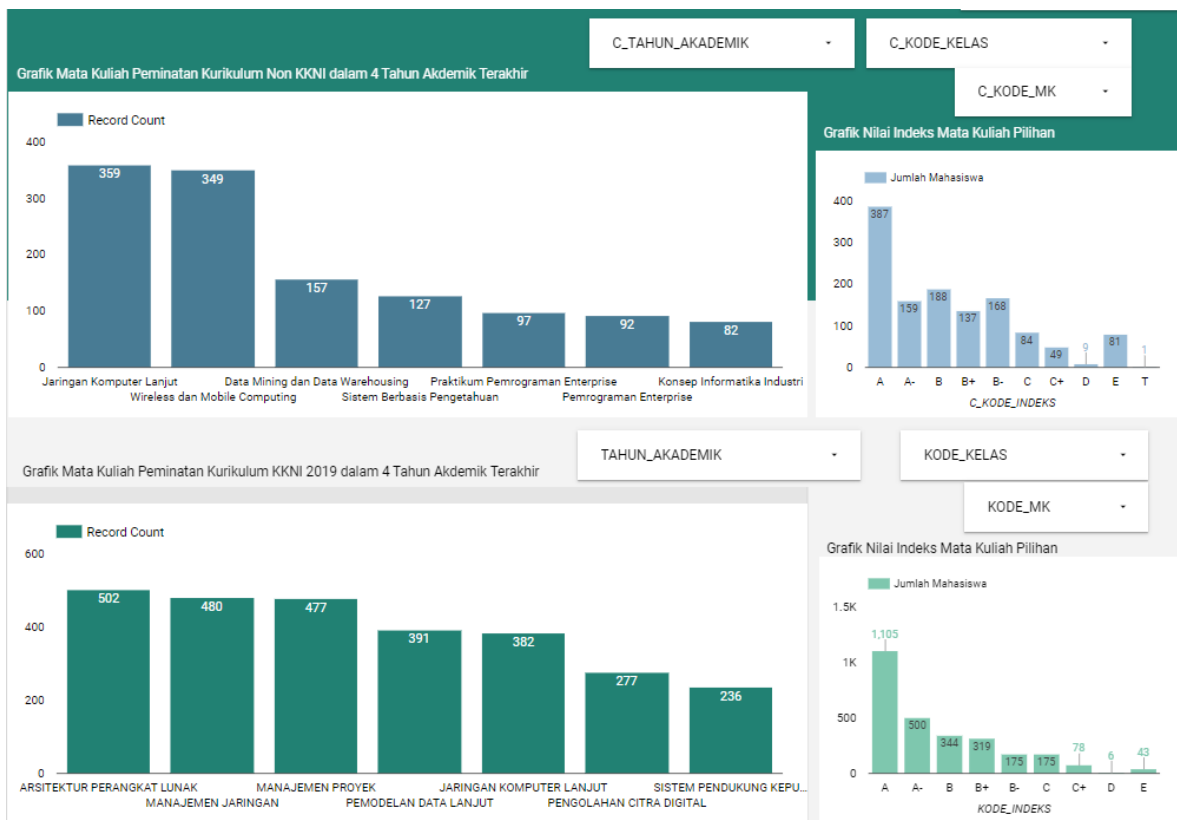 C_TAHUN_AKADEMIK
C_KODE_KELAS
Grafik Mata Kuliah Peminatan Kurikulum Non KKNI dalam 4 Tahun Akdemik Terakhir
C_KODE_MK
Record Count
400
300
200
100
0
359
349
157
127
97
92
82
Jaringan Komputer Lanjut
Wireless dan Mobile Computing
Data Mining dan Data Warehousing
Sistem Berbasis Pengetahuan
Praktikum Pemrograman Enterprise
Pemrograman Enterprise
Konsep Informatika Industri
Grafik Nilai Indeks Mata Kuliah Pilihan
Jumlah Mahasiswa
400
300
200
100
0
387
159
188
137
168
84
49
9
81
1
A A- B B+ B- C C+ D E T
C_KODE_INDEKS
TAHUN_AKADEMIK
KODE_KELAS
Grafik Mata Kuliah Peminatan Kurikulum KKNI 2019 dalam 4 Tahun Akdemik Terakhir
KODE_MK
Record Count
600
400
200
0
502
480
477
391
382
277
236
ARSITEKTUR PERANGKAT LUNAK
MANAJEMEN JARINGAN
MANAJEMEN PROYEK
PEMODELAN DATA LANJUT
JARINGAN KOMPUTER LANJUT
PENGOLAHAN CITRA DIGITAL
SISTEM PENDUKUNG KEPU...
Grafik Nilai Indeks Mata Kuliah Pilihan
Jumlah Mahasiswa
1.5K
1K
500
0
1,105
500
344
319
175
175
78
6
43
A A- B B+ B- C C+ D E
KODE_INDEKS